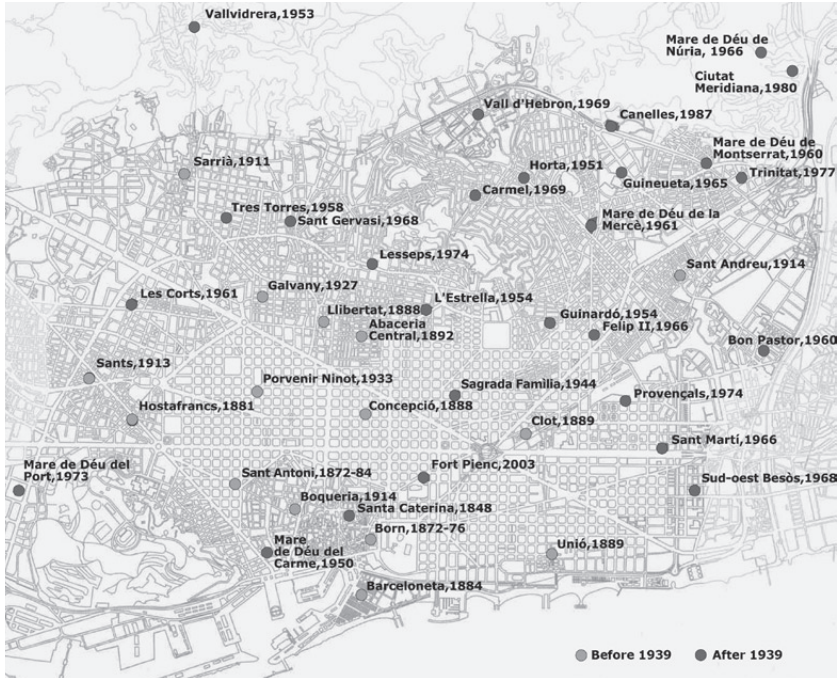 Vallvidrera,1953
Mare de Déu de
Núria, 1966
Ciutat
Meridiana,1980
Vall d'Hebron,1969
Canelles,1987
Mare de Déu de
Montserrat,1960
Sarrià,1911
Horta,1951
Guineueta,1965
Trinitat,1977
Carmel,1969
Tres Torres,1958
Sant Gervasi,1968
Mare de Déu de la
Mercè,1961
Lesseps,1974
Sant Andreu,1914
Les Corts,1961
Galvany,1927
L'Estrella,1954
Llibertat,1888
Abaceria
Central,1892
Guinardó,1954
Felip II,1966
Bon Pastor,1960
Sants,1913
Porvenir Ninot,1933
Sagrada Família,1944
Provençals,1974
Hostafrancs,1881
Concepció,1888
Clot,1889
Sant Martí,1966
Mare de Déu del
Port,1973
Sant Antoni,1872-84
Fort Pienc,2003
Sud-oest Besòs,1968
Boqueria,1914
Santa Caterina,1848
Mare
de Déu del
Carme,1950
Born,1872-76
Unió,1889
Barceloneta,1884
Before 1939
After 1939